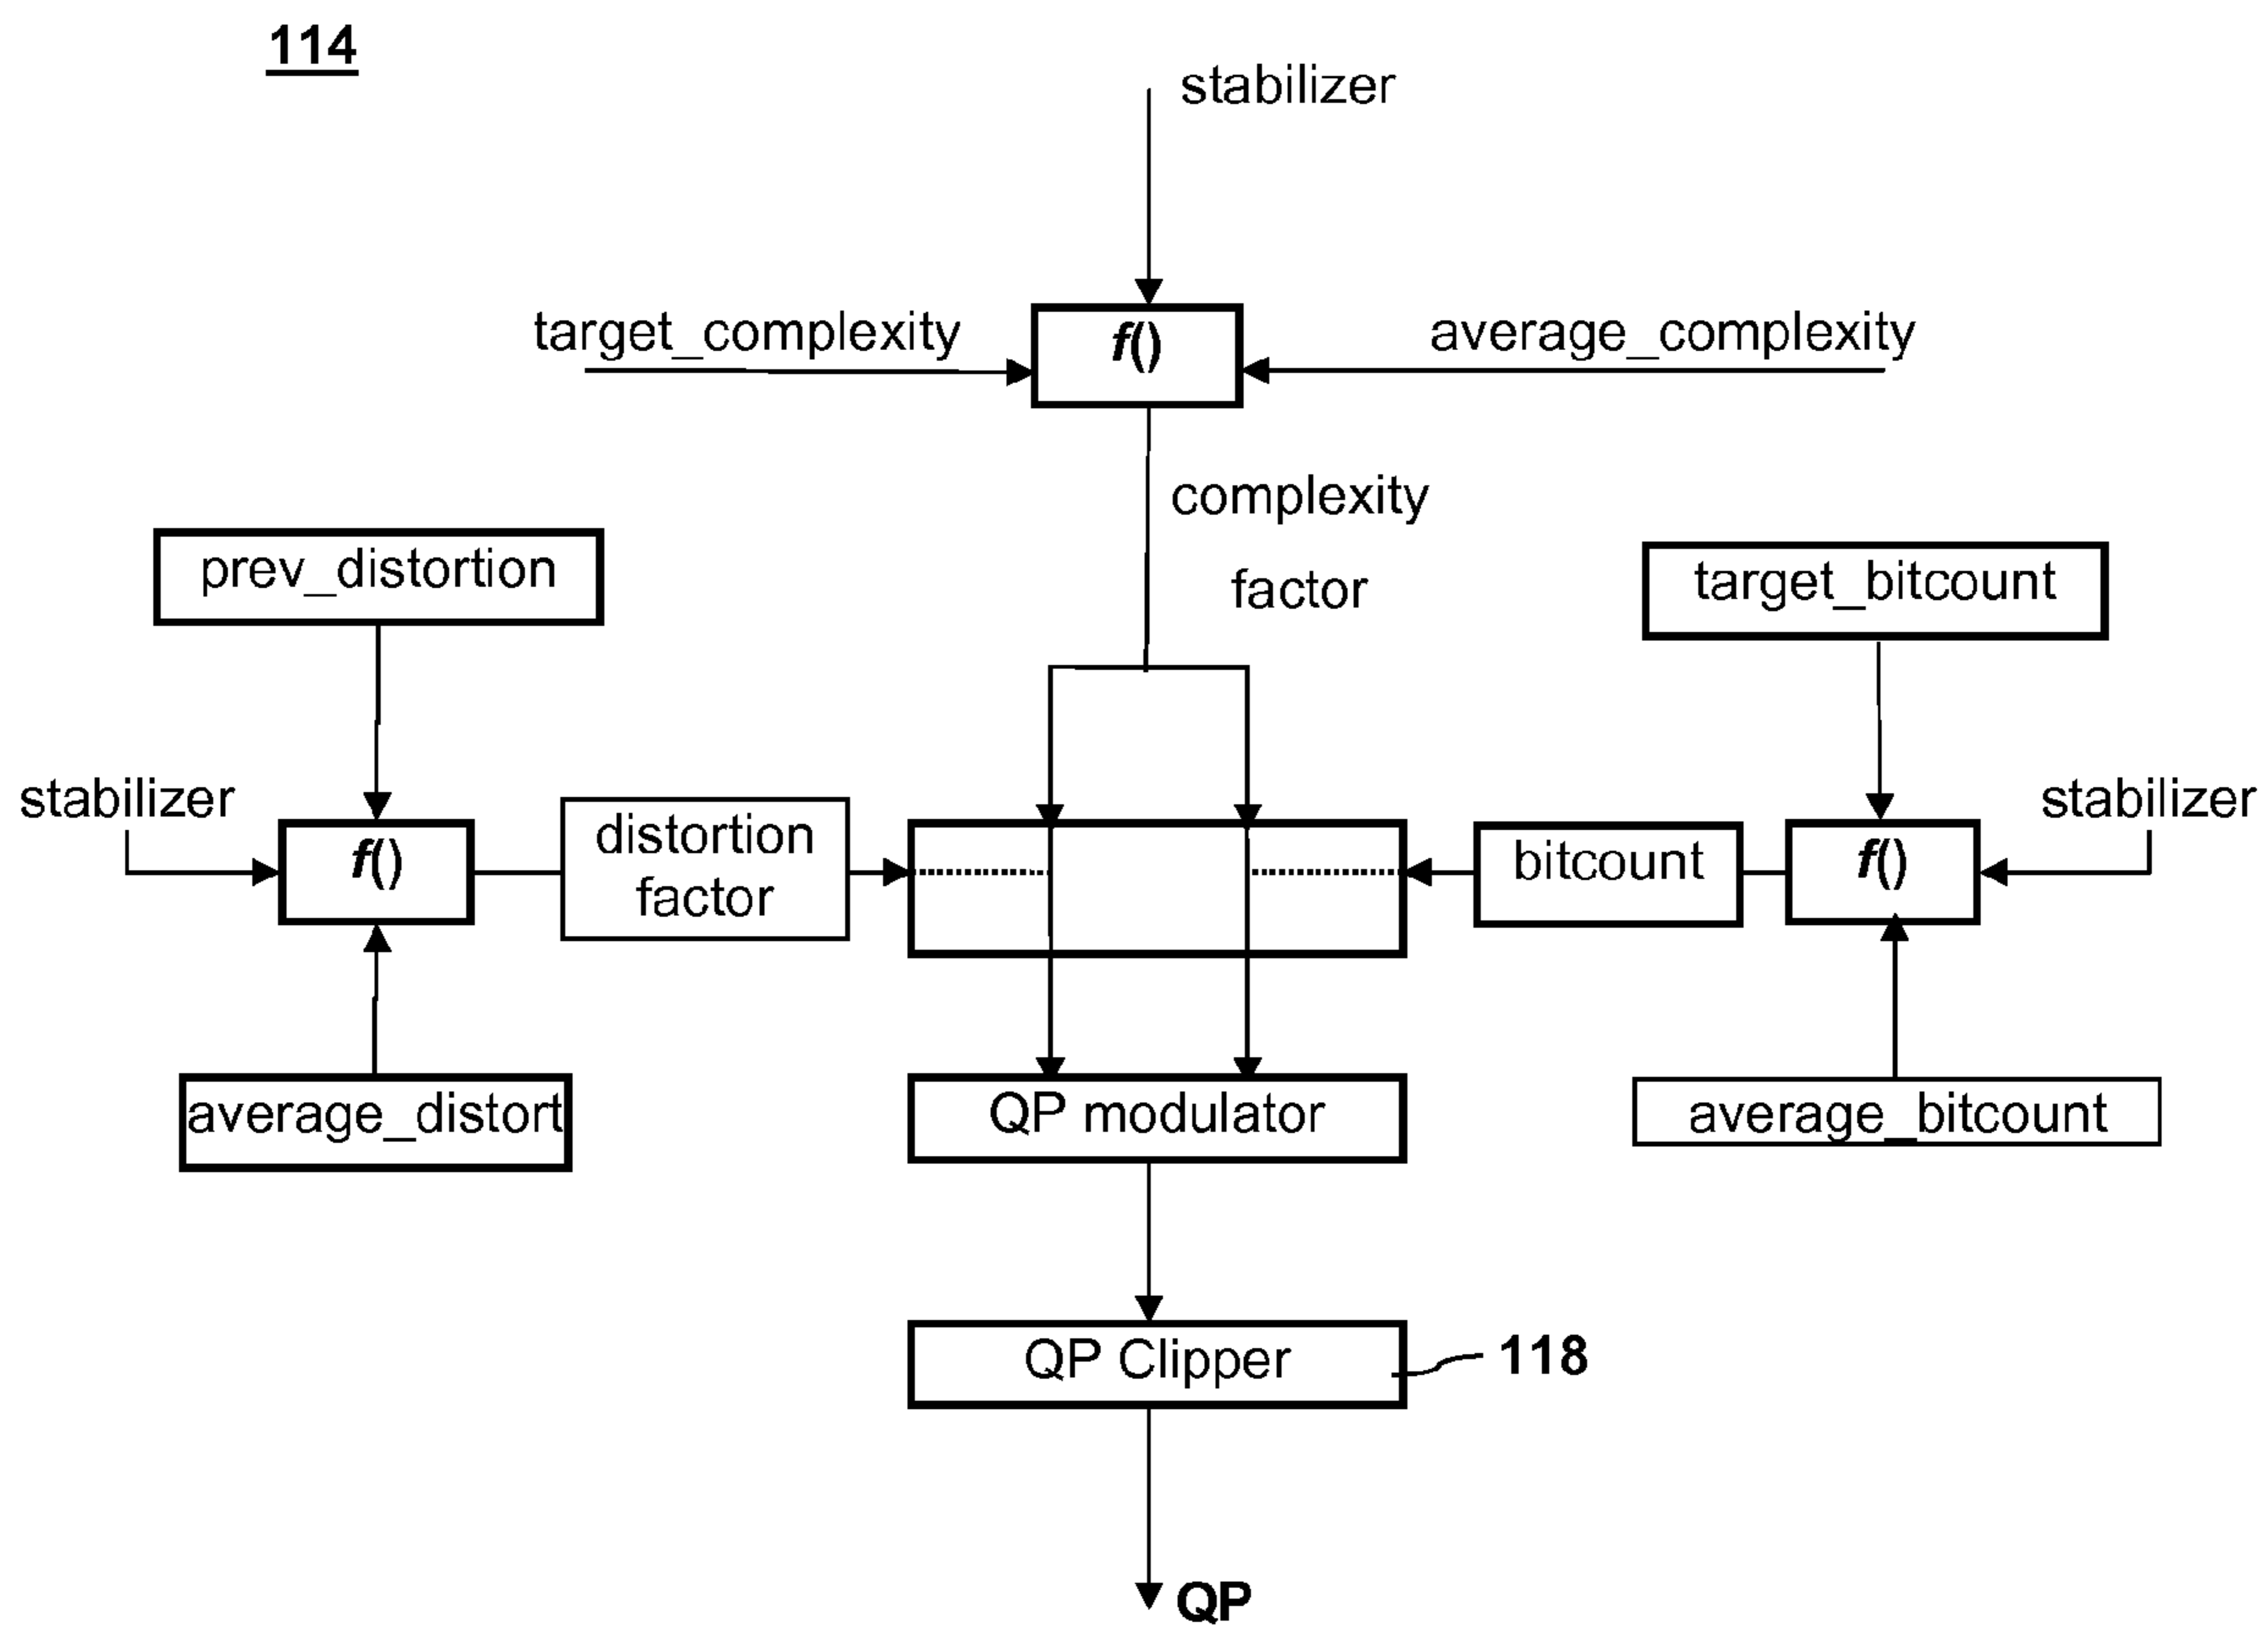 114
stabilizer
target_complexity
f()
average_complexity
complexity
factor
prev_distortion
target_bitcount
stabilizer
f()
distortion
factor
bitcount
f()
stabilizer
average_distort
QP modulator
average_bitcount
QP Clipper
118
QP